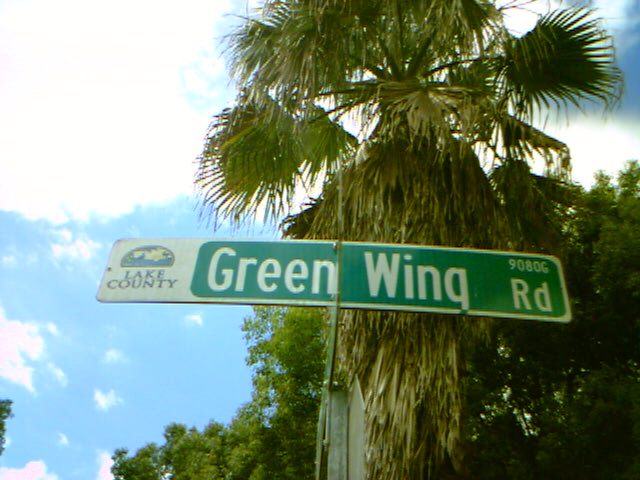 LAKE
COUNTY
Green Wing Rd
9080G